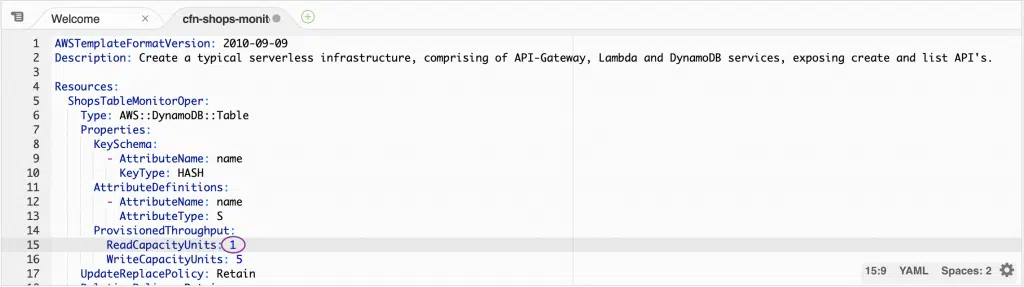 Welcome
cfn-shops-monit
1 AWSTemplateFormatVersion: 2010-09-09
2 Description: Create a typical serverless infrastructure, comprising of API-Gateway, Lambda and DynamoDB services, exposing create and list API's.
3
4 Resources:
5 ShopsTableMonitorOper:
6 Type: AWS::DynamoDB::Table
7 Properties:
8 KeySchema:
9 - AttributeName: name
10 KeyType: HASH
11 AttributeDefinitions:
12 - AttributeName: name
13 AttributeType: S
14 ProvisionedThroughput:
15 ReadCapacityUnits: 1
16 WriteCapacityUnits: 5
17 UpdateReplacePolicy: Retain
15:9 YAML Spaces: 2